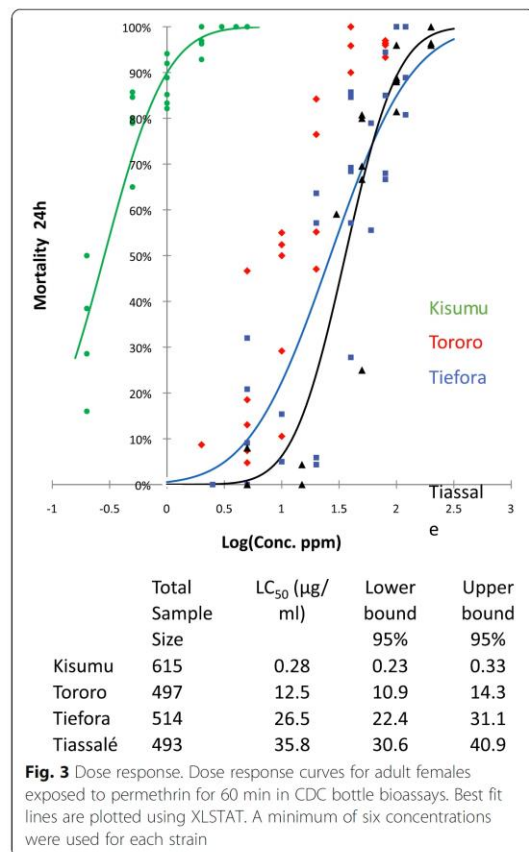 100%
90%
80%
70%
60%
50%
40%
30%
20%
10%
0%
Mortality 24h
Kisumu
Tororo
Tiefora
Tiassal
e
-1 -0.5 0 0.5 1 1.5 2 2.5 3
Log(Conc. ppm)
Total LC50 (µg/ Lower Upper
Sample ml) bound bound
Size 95% 95%
Kisumu 615 0.28 0.23 0.33
Tororo 497 12.5 10.9 14.3
Tiefora 514 26.5 22.4 31.1
Tiassalé 493 35.8 30.6 40.9
Fig. 3 Dose response. Dose response curves for adult females
exposed to permethrin for 60 min in CDC bottle bioassays. Best fit
lines are plotted using XLSTAT. A minimum of six concentrations
were used for each strain